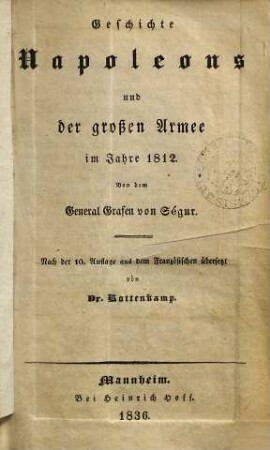 Geschichte
Napoleons
und
der großen Armee
im Jahre 1812.
Von dem
General Grafen von Ségur.
Nach der 10. Auflage aus dem Französischen übersetzt
von
Dr. Kottenkamp.
Mannheim.
Bei Heinrich Hoff.
1836.